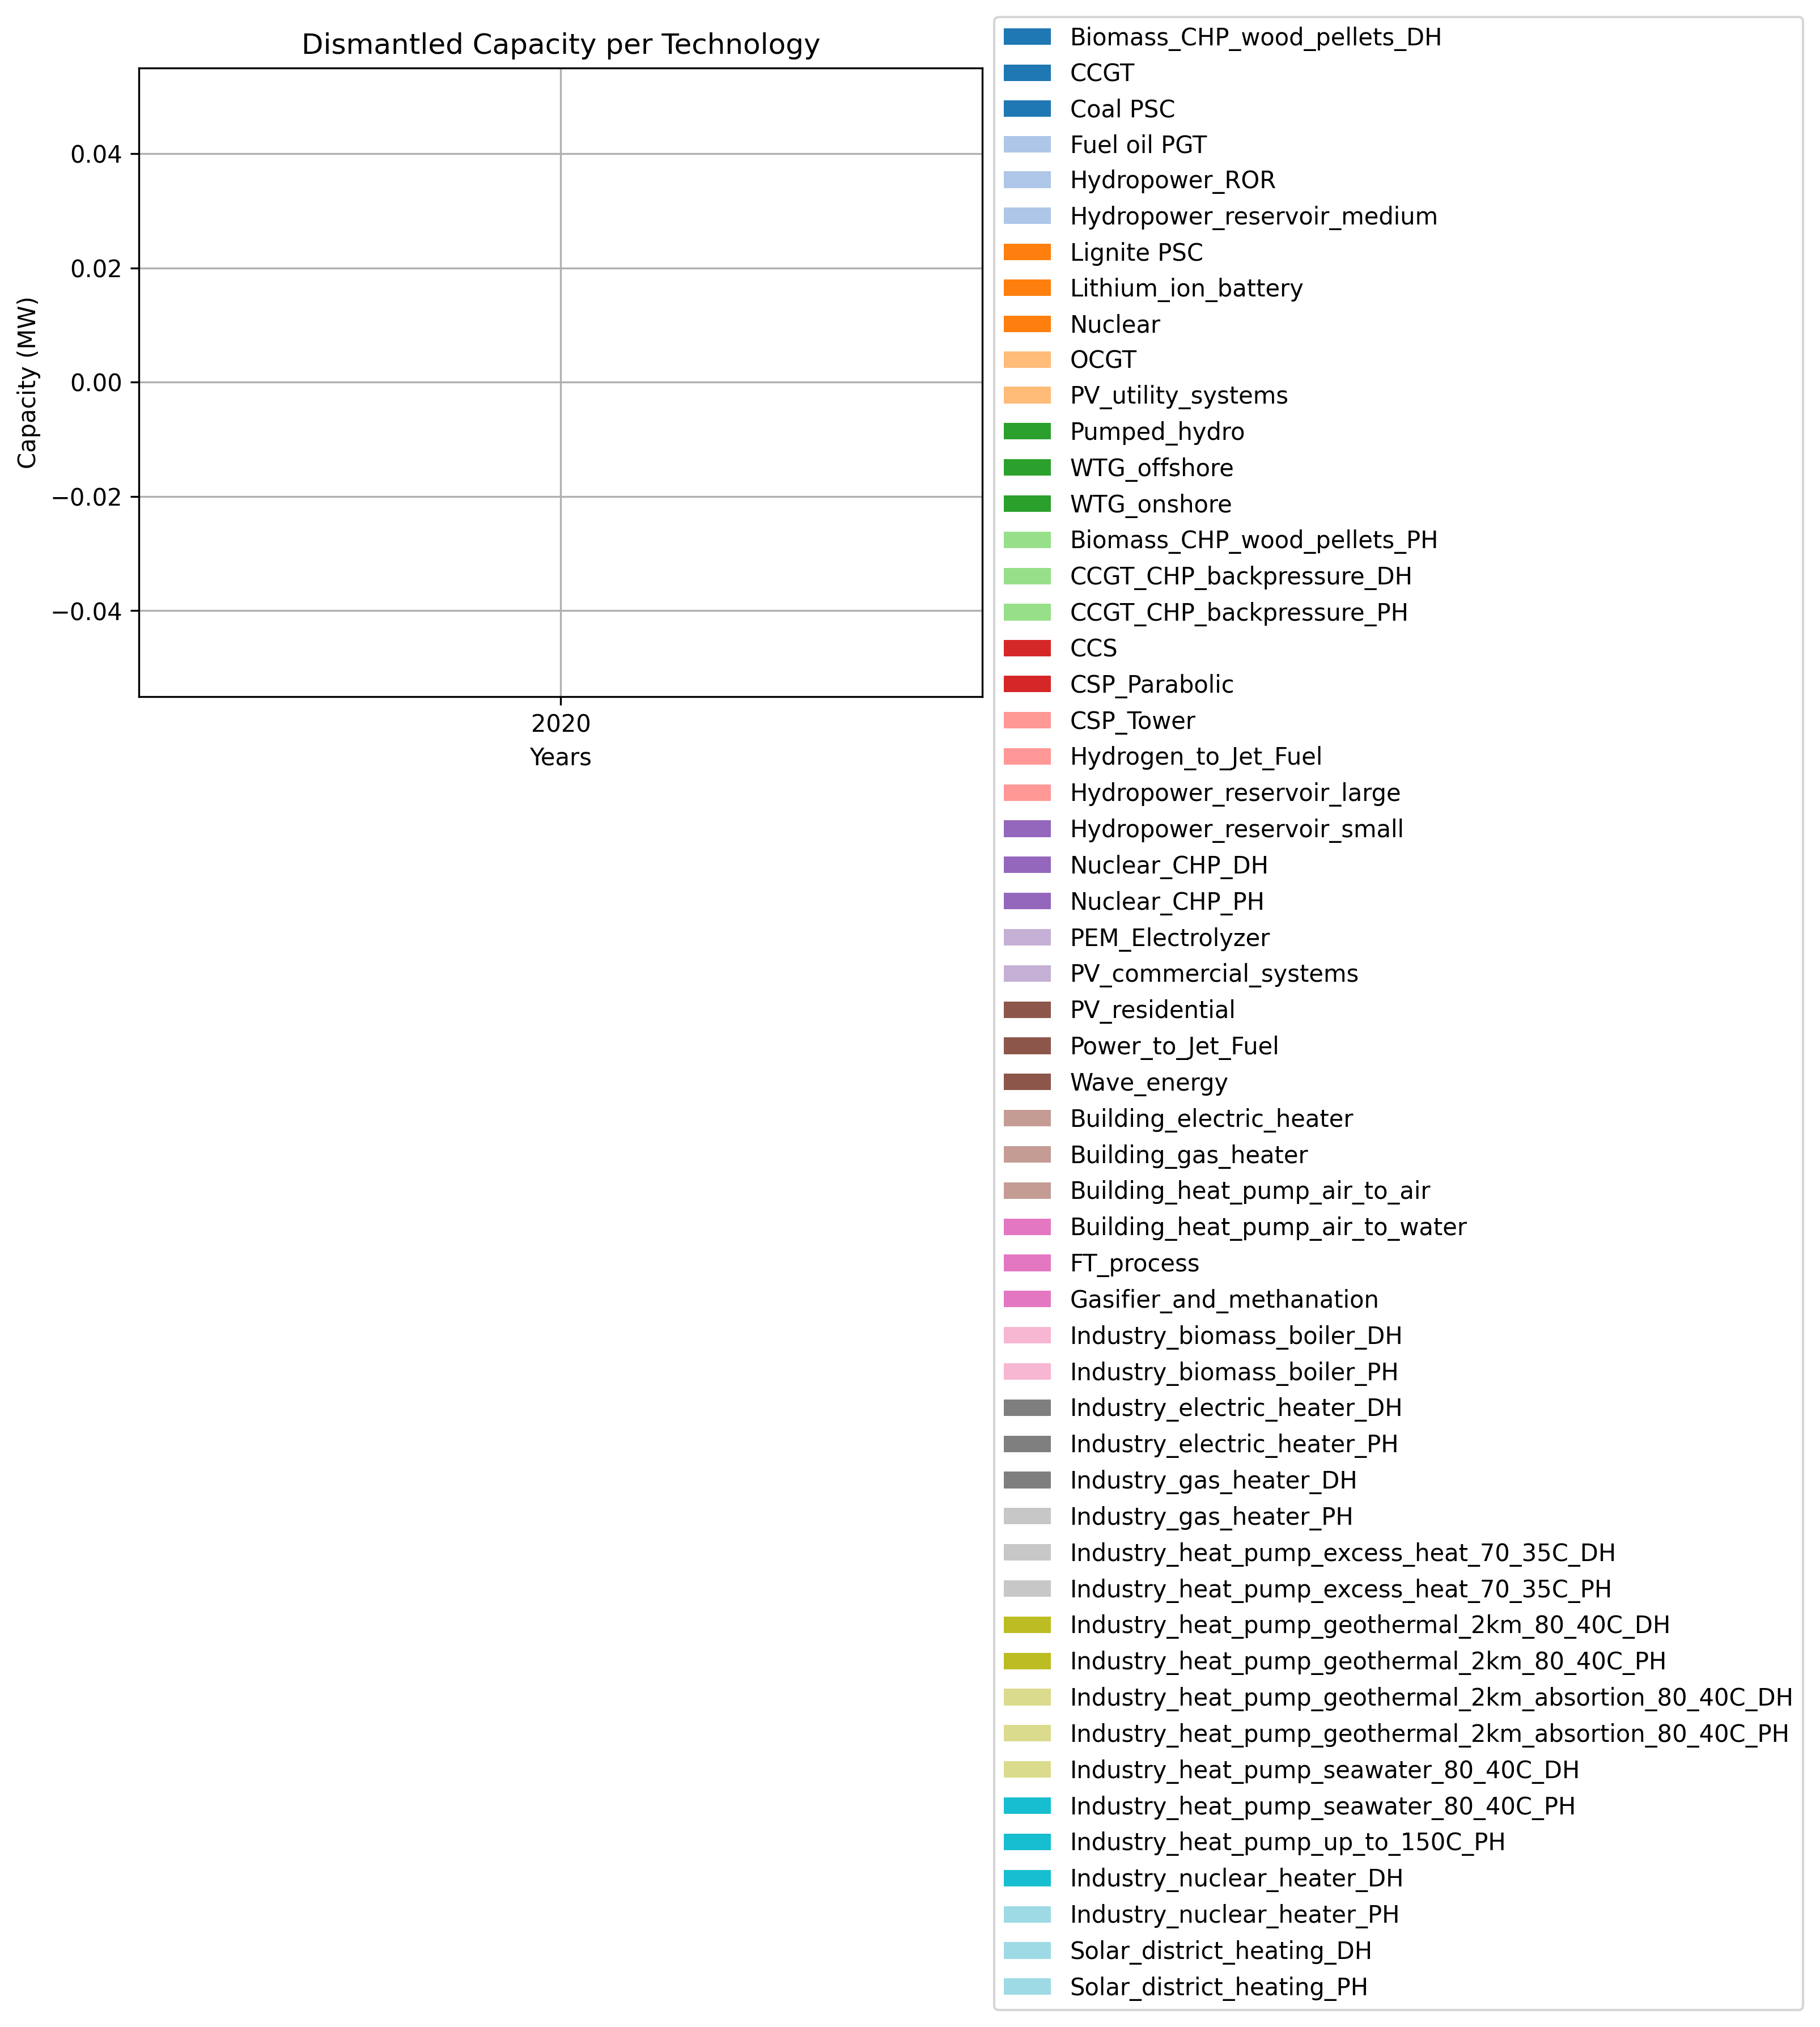 Dismantled Capacity per Technology
Capacity (MW)
0.04
0.02
0.00
−0.02
−0.04
2020
Years
Biomass_CHP_wood_pellets_DH
CCGT
Coal PSC
Fuel oil PGT
Hydropower_ROR
Hydropower_reservoir_medium
Lignite PSC
Lithium_ion_battery
Nuclear
OCGT
PV_utility_systems
Pumped_hydro
WTG_offshore
WTG_onshore
Biomass_CHP_wood_pellets_PH
CCGT_CHP_backpressure_DH
CCGT_CHP_backpressure_PH
CCS
CSP_Parabolic
CSP_Tower
Hydrogen_to_Jet_Fuel
Hydropower_reservoir_large
Hydropower_reservoir_small
Nuclear_CHP_DH
Nuclear_CHP_PH
PEM_Electrolyzer
PV_commercial_systems
PV_residential
Power_to_Jet_Fuel
Wave_energy
Building_electric_heater
Building_gas_heater
Building_heat_pump_air_to_air
Building_heat_pump_air_to_water
FT_process
Gasifier_and_methanation
Industry_biomass_boiler_DH
Industry_biomass_boiler_PH
Industry_electric_heater_DH
Industry_electric_heater_PH
Industry_gas_heater_DH
Industry_gas_heater_PH
Industry_heat_pump_excess_heat_70_35C_DH
Industry_heat_pump_excess_heat_70_35C_PH
Industry_heat_pump_geothermal_2km_80_40C_DH
Industry_heat_pump_geothermal_2km_80_40C_PH
Industry_heat_pump_geothermal_2km_absortion_80_40C_DH
Industry_heat_pump_geothermal_2km_absortion_80_40C_PH
Industry_heat_pump_seawater_80_40C_DH
Industry_heat_pump_seawater_80_40C_PH
Industry_heat_pump_up_to_150C_PH
Industry_nuclear_heater_DH
Industry_nuclear_heater_PH
Solar_district_heating_DH
Solar_district_heating_PH